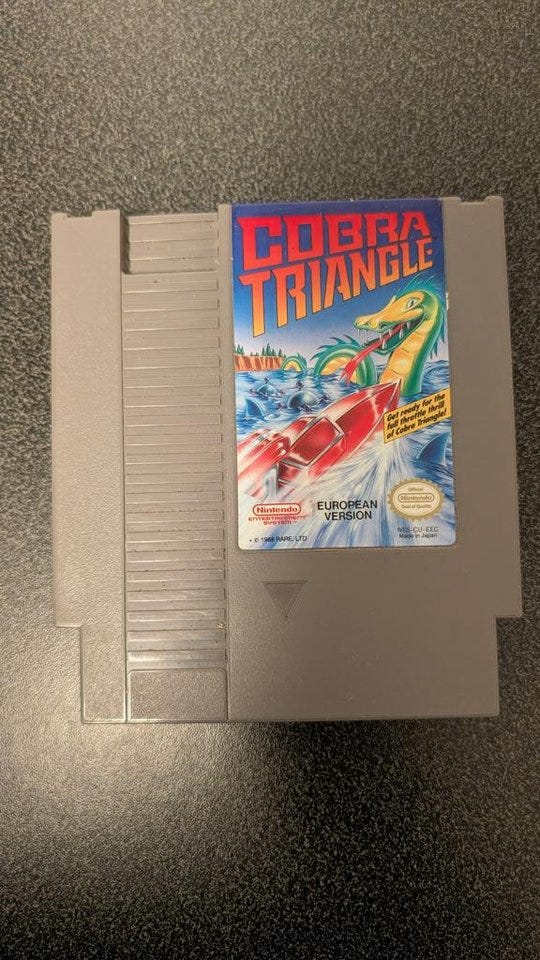 COBRA
TRIANGLE
Get ready for the
full throttle thrill
of Cobra Triangle!
Nintendo
ENTERTAINMENT
SYSTEM
EUROPEAN
VERSION
Official
Nintendo
Seal of Quality
NES-CU-EEC
Made in Japan
© 1988 RARE, LTD.